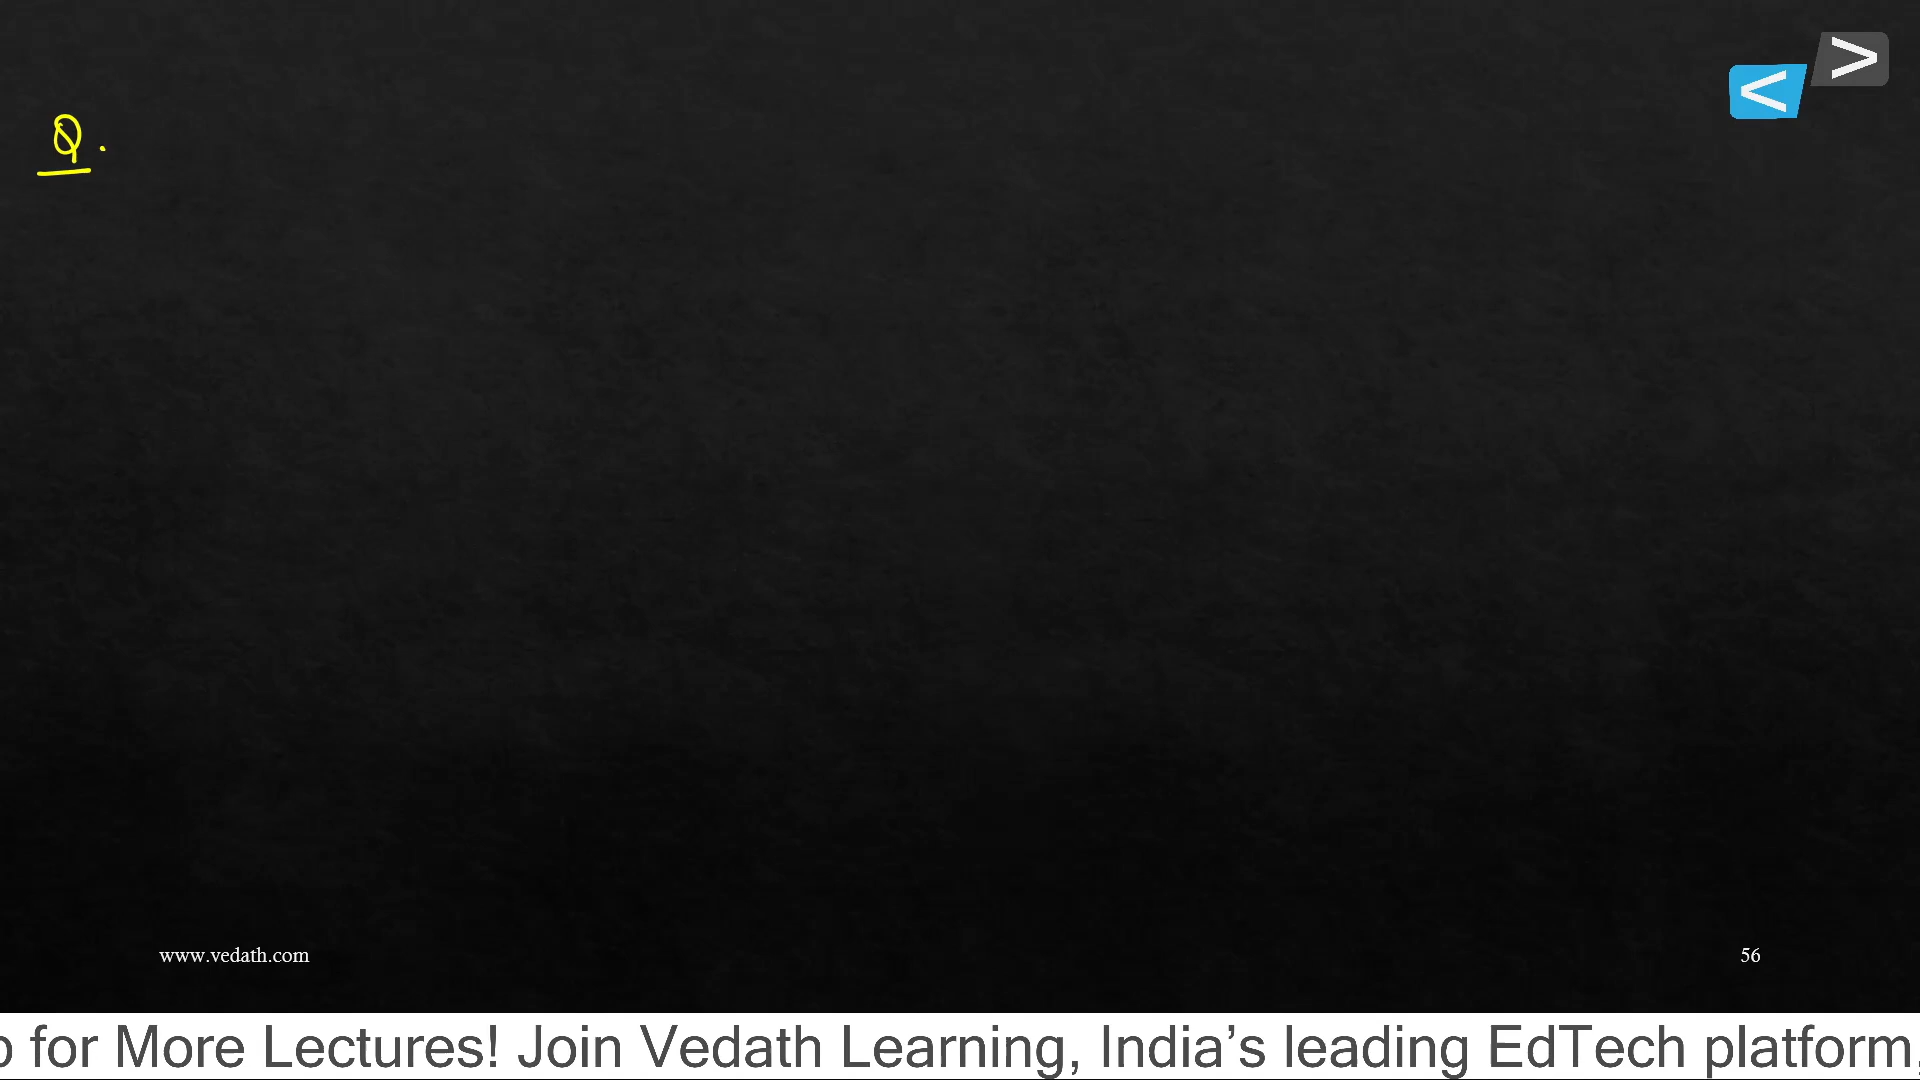 > 
<
Q.
www.vedath.com
56
for More Lectures! Join Vedath Learning, India’s leading EdTech platform,